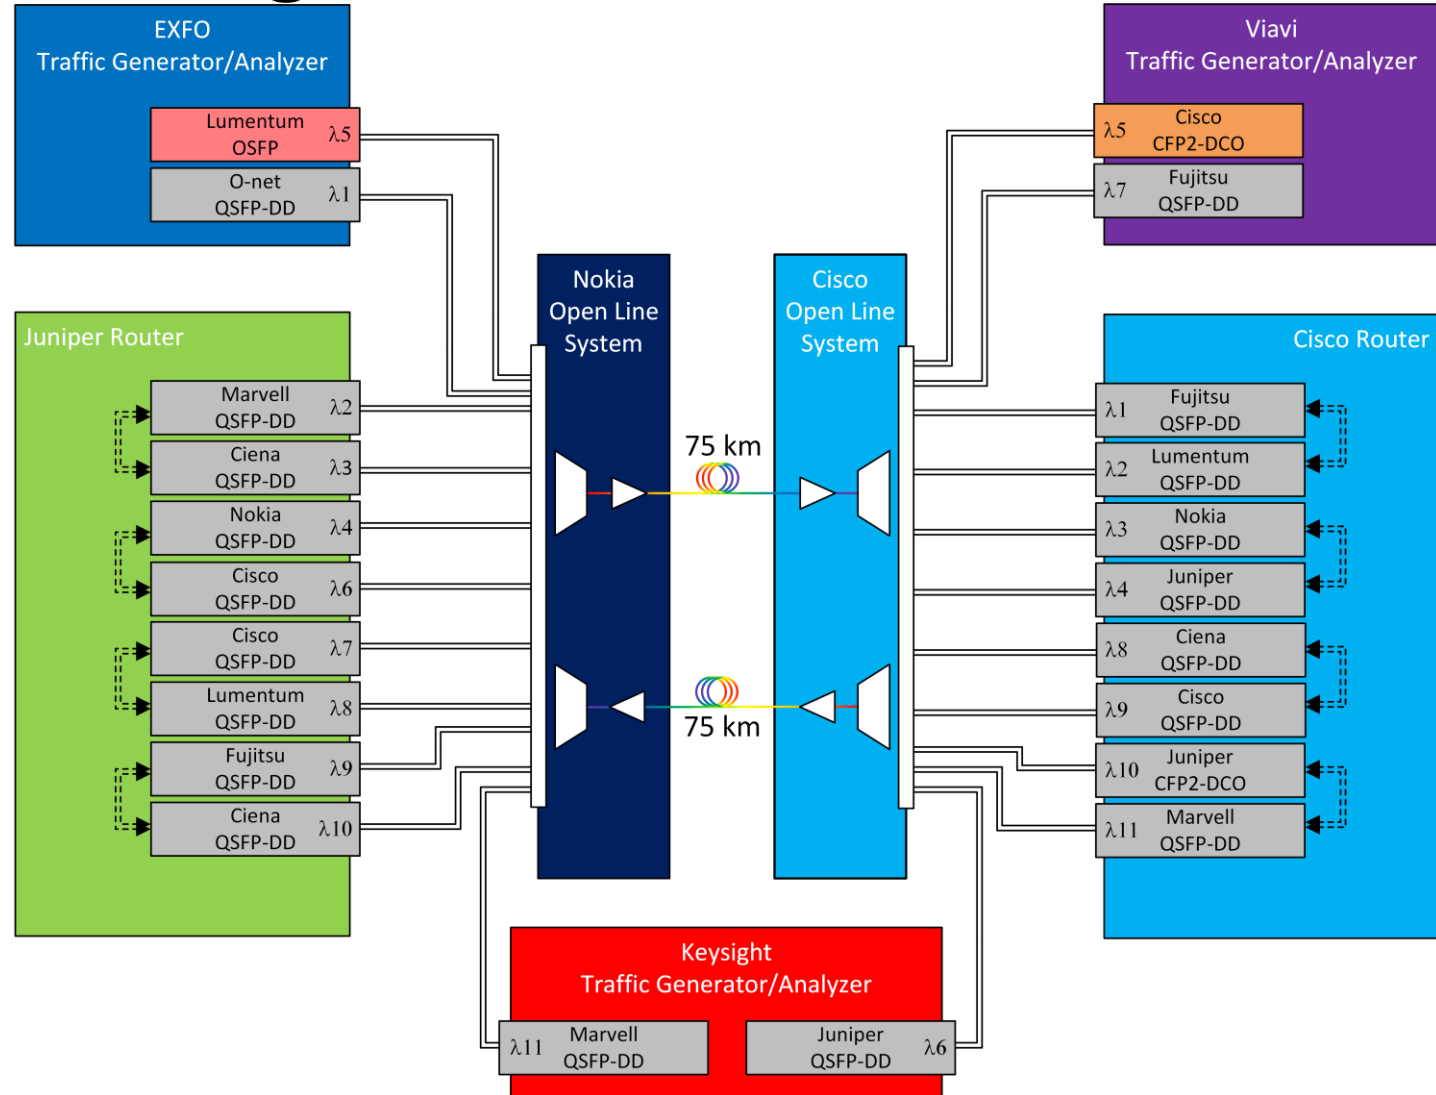 EXFO
Traffic Generator/Analyzer
Lumentum
OSFP
λ5
O-net
QSFP-DD
λ1
Viavi
Traffic Generator/Analyzer
λ5
Cisco
CFP2-DCO
λ7
Fujitsu
QSFP-DD
Nokia
Open Line
System
Cisco
Open Line
System
75 km
75 km
Juniper Router
Marvell
QSFP-DD
λ2
Ciena
QSFP-DD
λ3
Nokia
QSFP-DD
λ4
Cisco
QSFP-DD
λ6
Cisco
QSFP-DD
λ7
Lumentum
QSFP-DD
λ8
Fujitsu
QSFP-DD
λ9
Ciena
QSFP-DD
λ10
Cisco Router
λ1
Fujitsu
QSFP-DD
λ2
Lumentum
QSFP-DD
λ3
Nokia
QSFP-DD
λ4
Juniper
QSFP-DD
λ8
Ciena
QSFP-DD
λ9
Cisco
QSFP-DD
λ10
Juniper
CFP2-DCO
λ11
Marvell
QSFP-DD
Keysight
Traffic Generator/Analyzer
λ11
Marvell
QSFP-DD
Juniper
QSFP-DD
λ6